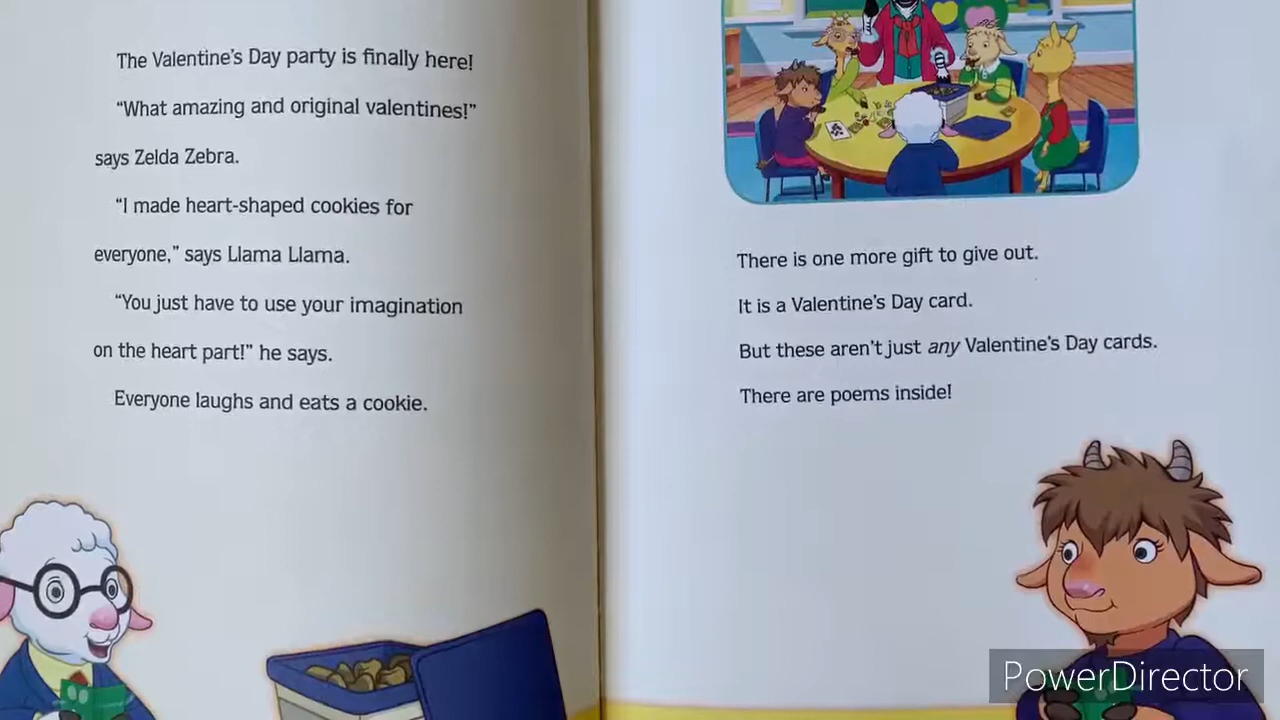 The Valentine's Day party is finally here!
“What amazing and original valentines!”
says Zelda Zebra.
“I made heart-shaped cookies for
everyone,” says Llama Llama.
“You just have to use your imagination
on the heart part!” he says.
Everyone laughs and eats a cookie.
There is one more gift to give out.
It is a Valentine's Day card.
But these aren't just any Valentine's Day cards.
There are poems inside!
PowerDirector